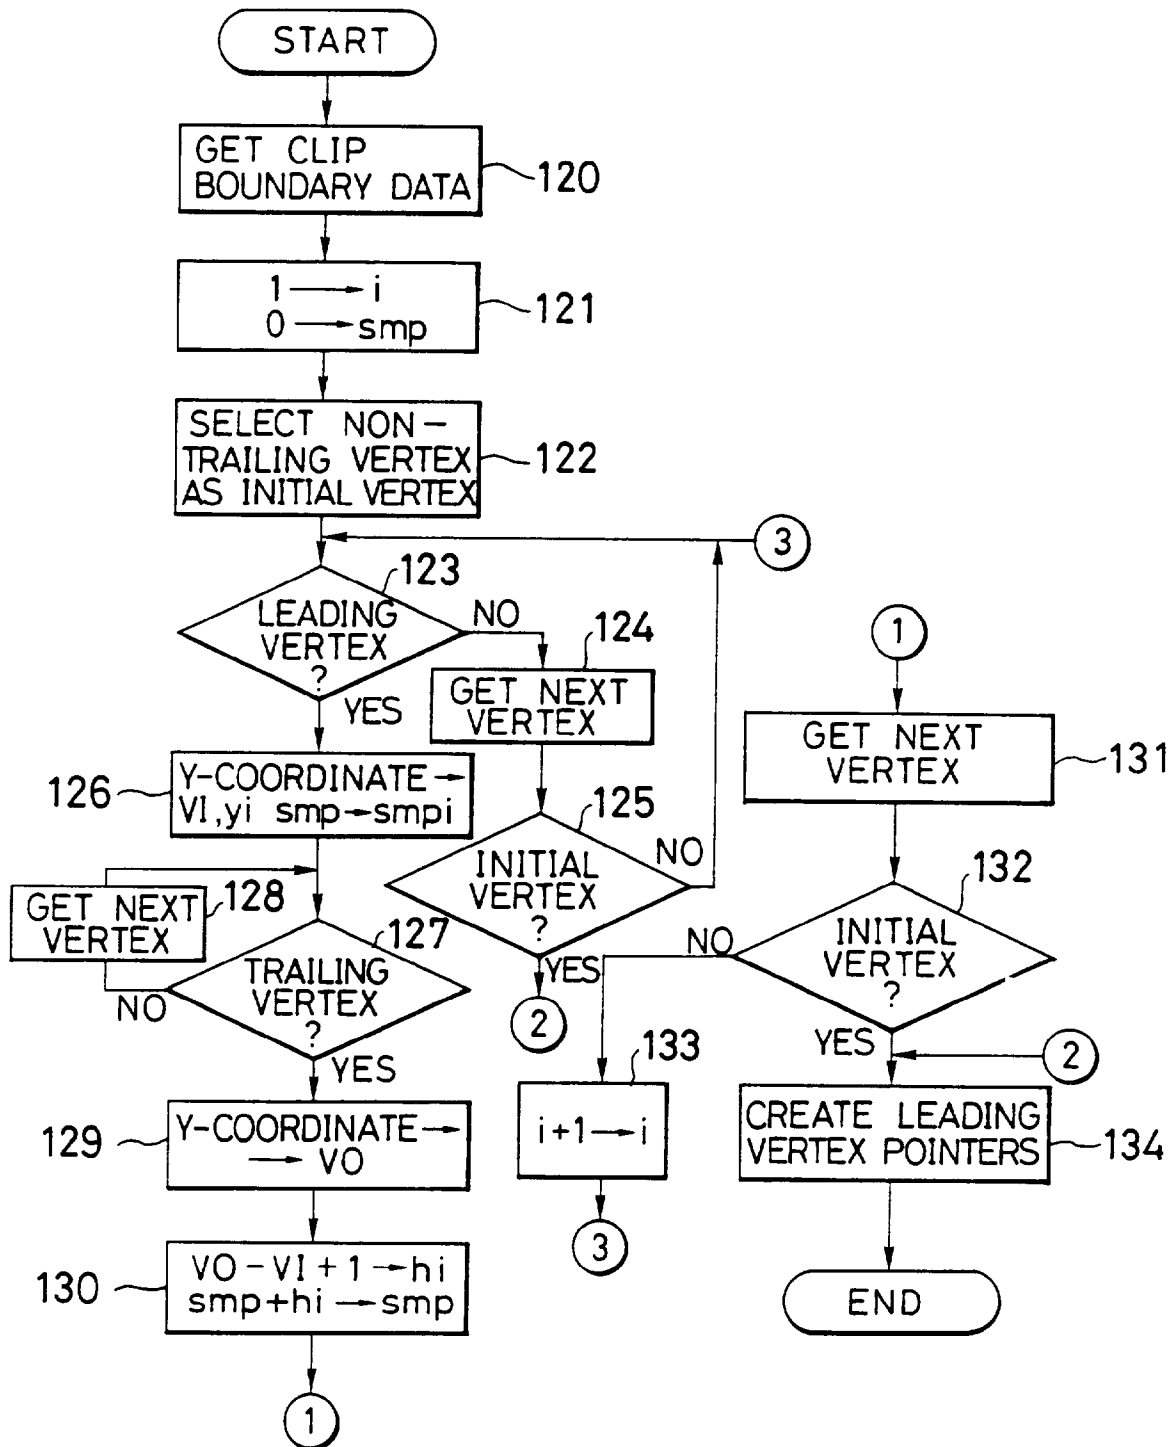 START
GET CLIP
BOUNDARY DATA
120
1 → i
0 → smp
121
SELECT NON-
TRAILING VERTEX
AS INITIAL VERTEX
122
3
123
LEADING
VERTEX
?
NO
YES
124
GET NEXT
VERTEX
126
Y-COORDINATE →
VI,yi smp→smpi
125
INITIAL
VERTEX
?
NO
YES
2
128
GET NEXT
VERTEX
127
TRAILING
VERTEX
?
NO
YES
129
Y-COORDINATE →
→ VO
130
VO-VI+1→hi
smp+hi→smp
1
1
GET NEXT
VERTEX
131
132
INITIAL
VERTEX
?
NO
YES
133
i+1→i
3
2
CREATE LEADING
VERTEX POINTERS
134
END